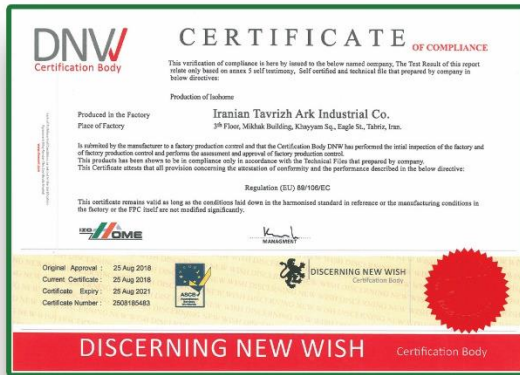 DNW
Certification Body
CERTIFICATE OF COMPLIANCE
This verification of compliance is here by issued to the below named company, The Test Result of this report
relate only based on annex 5 self testimony, Self certified and technical file that prepared by company in
below directives:
Production of Isohome
Produced in the Factory
Iranian Tavrizh Ark Industrial Co.
Place of Factory
3th Floor, Mikhak Building, Khayyam Sq., Eagle St., Tabriz, Iran.
Is submitted by the manufacturer to a factory production control and that the Certification Body DNW has performed the intial inspection of the factory and
of factory production control and performs the assessment and approval of factory production control.
This products has been shown to be in compliance only in accordance with the Technical Files that prepared by company.
This Certificate attests that all provision concerning the attestation of conformity and the performance described in the below directive:
Regulation (EU) 89/106/EC
This certificate remains valid as long as the conditions laid down in the harmonised standard in reference or the manufacturing conditions in
the factory or the FPC itself are not modified significantly.
ISO HOME
MANAGMENT
Original Approval : 25 Aug 2018
Current Certificate : 25 Aug 2018
Certificate Expiry : 25 Aug 2021
Certificate Number : 2508185483
ASCB
DISCERNING NEW WISH
Certification Body
DISCERNING NEW WISH Certification Body